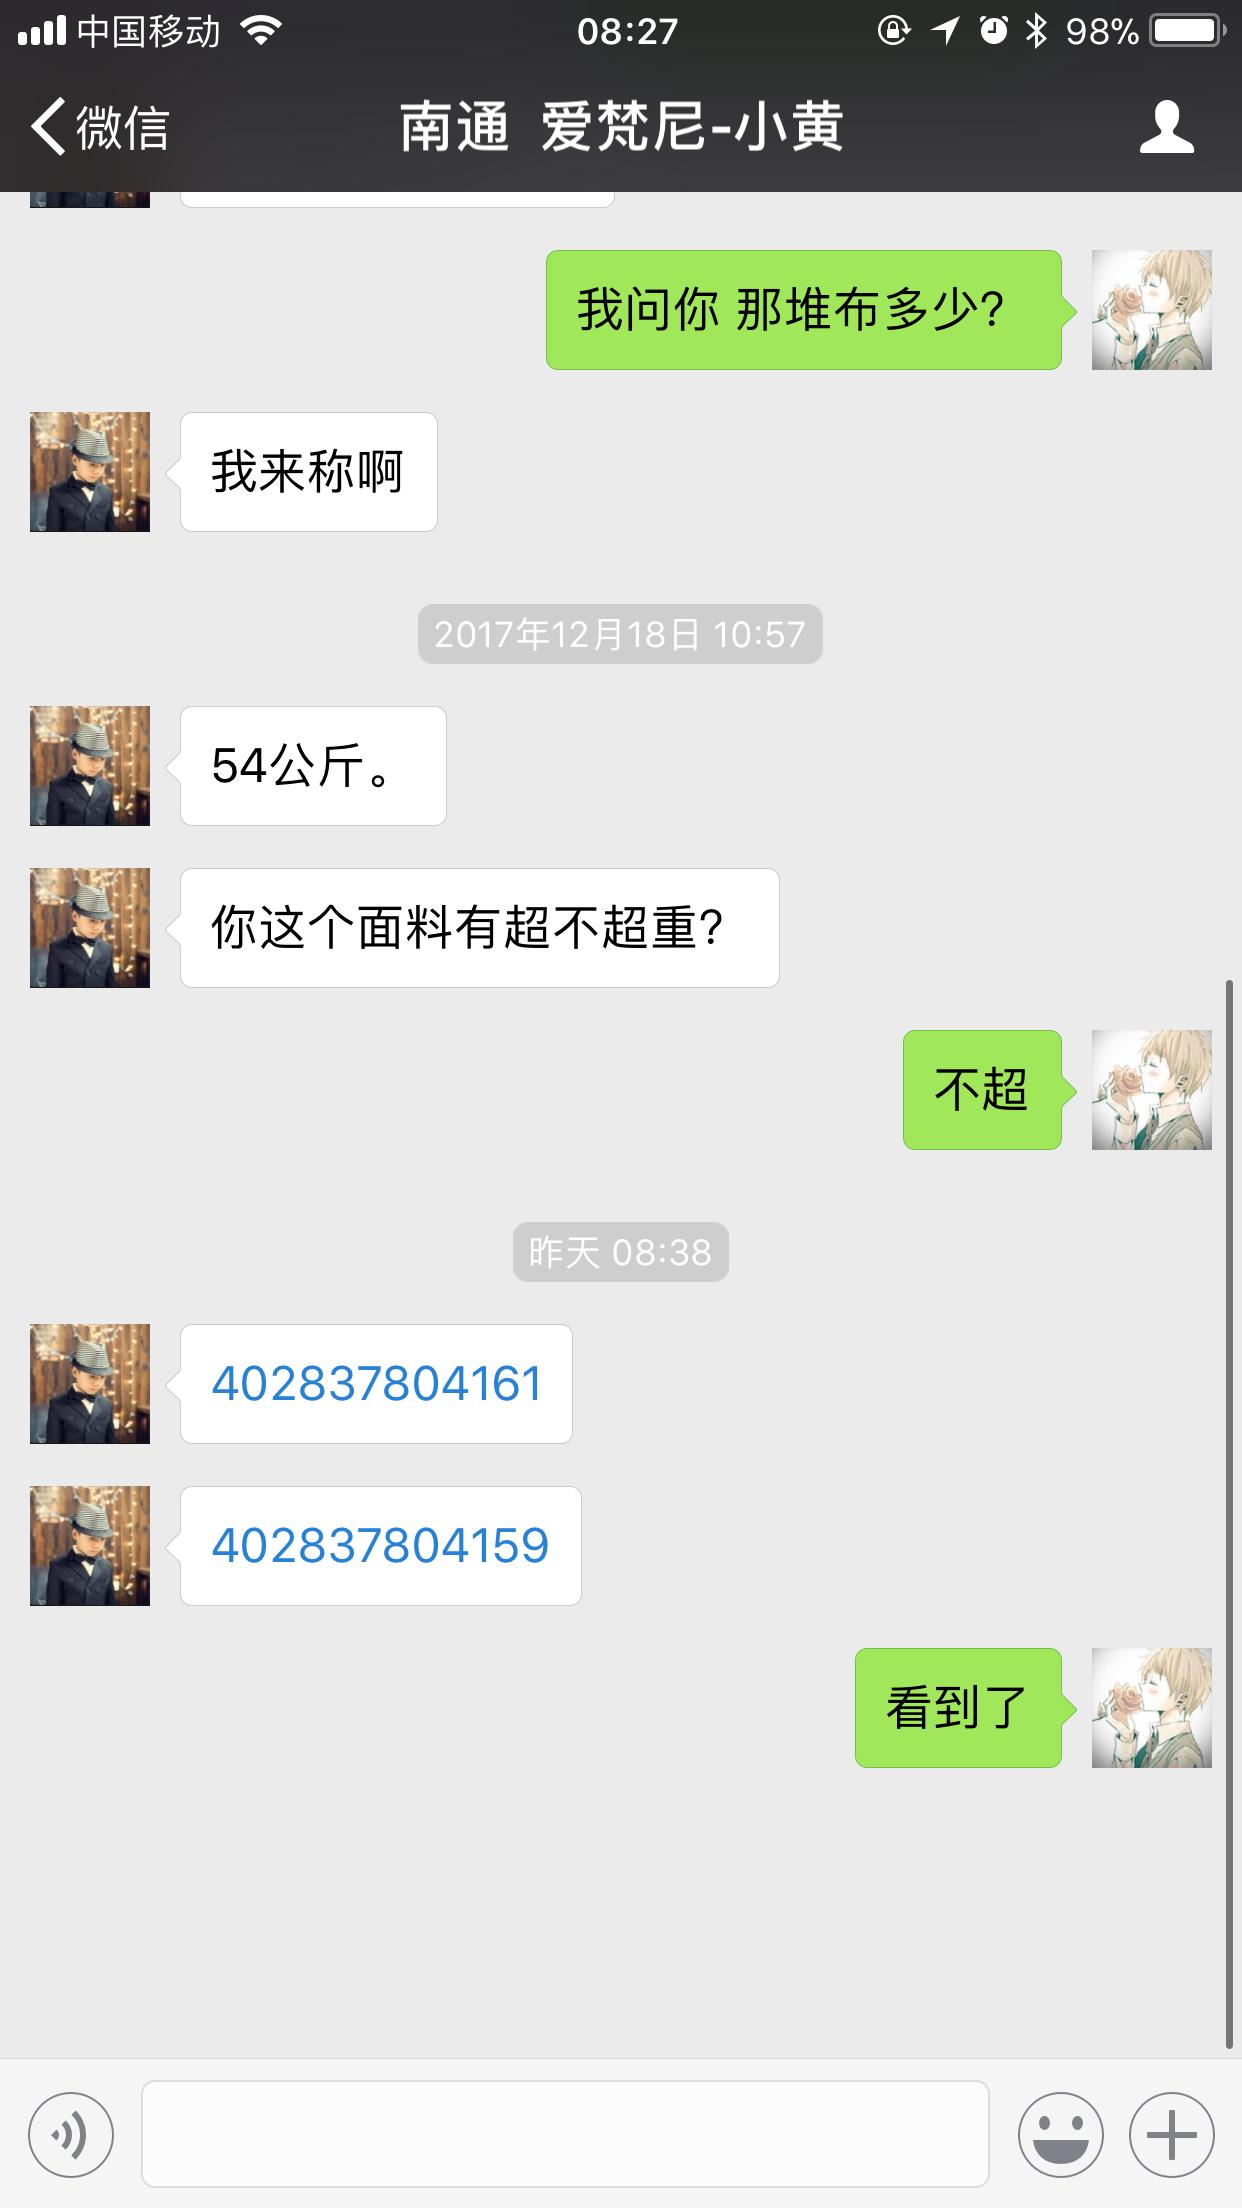 中国移动 08:27 98%
微信 南通 爱梵尼-小黄
我问你 那堆布多少?
我来称啊
2017年12月18日 10:57
54公斤。
你这个面料有超不超重?
不超
昨天 08:38
402837804161
402837804159
看到了